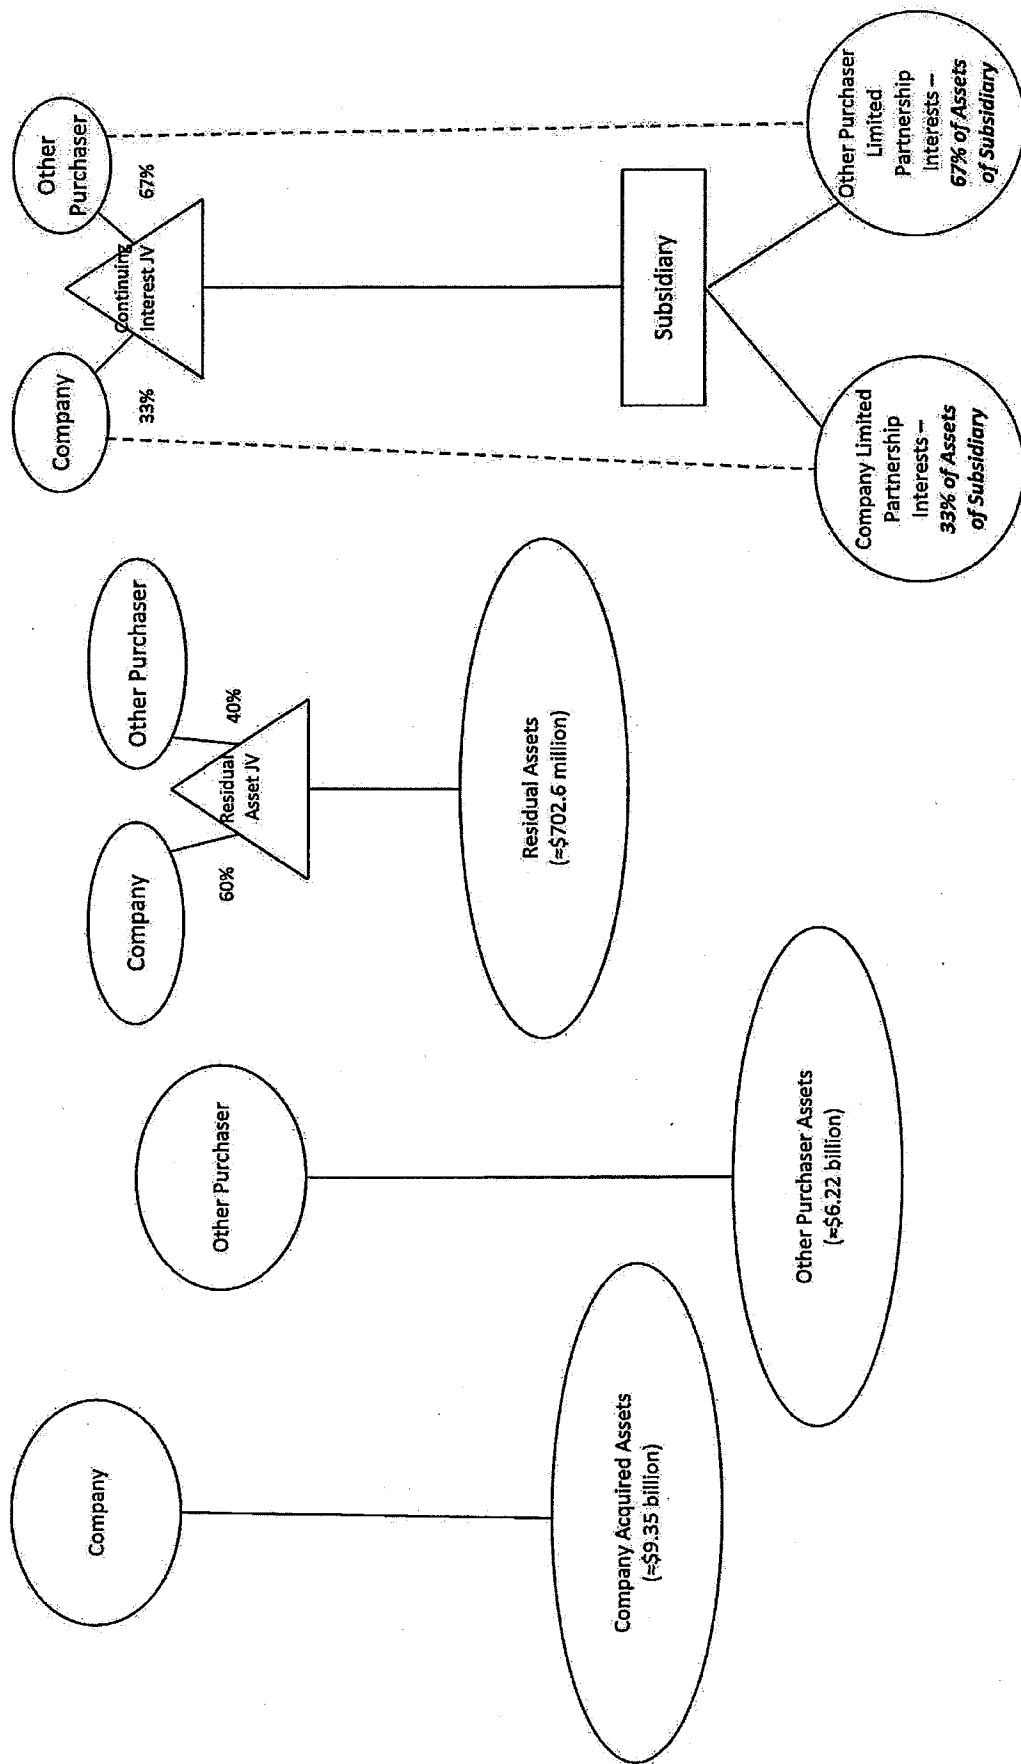 Company
Company Acquired Assets
(≈$9.35 billion)
Other Purchaser
Other Purchaser Assets
(≈$6.22 billion)
Company
Other Purchaser
60%
40%
Residual
Asset JV
Residual Assets
(≈$702.6 million)
Company
Other
Purchaser
33%
67%
Continuing
Interest JV
Subsidiary
Company Limited
Partnership
Interests –
33% of Assets
of Subsidiary
Other Purchaser
Limited
Partnership
Interests –
67% of Assets
of Subsidiary